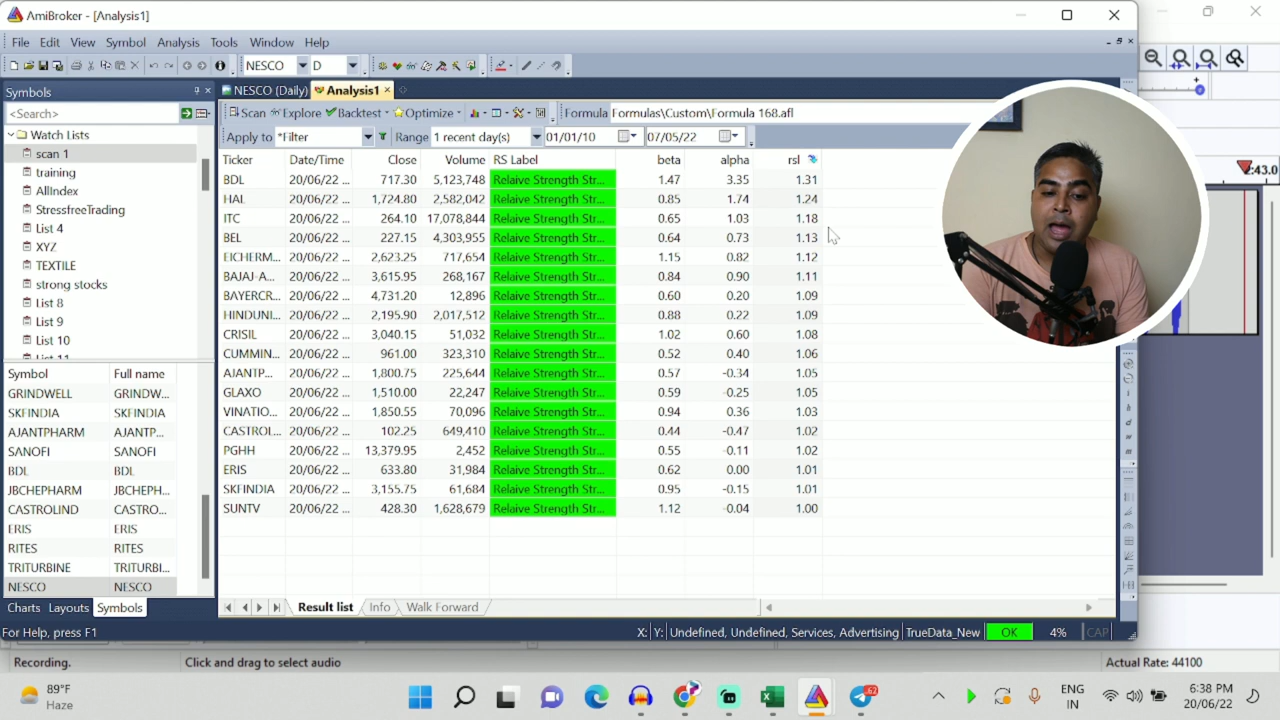 AmiBroker - [Analysis1]
File Edit View Symbol Analysis Tools Window Help
NESCO D
Symbols
NESCO (Daily) Analysis1
<Search>
Scan Explore Backtest Optimize Formula Formulas\Custom\Formula 168.afl
Watch Lists
Apply to *Filter Range 1 recent day(s) 01/01/10 07/05/22
scan 1
training
AllIndex
StressfreeTrading
List 4
XYZ
TEXTILE
strong stocks
List 8
List 9
List 10
List 11
Ticker Date/Time Close Volume RS Label beta alpha rsl
BDL 20/06/22 ... 717.30 5,123,748 Relaive Strength Str... 1.47 3.35 1.31
HAL 20/06/22 ... 1,724.80 2,582,042 Relaive Strength Str... 0.85 1.74 1.24
ITC 20/06/22 ... 264.10 17,078,844 Relaive Strength Str... 0.65 1.03 1.18
BEL 20/06/22 ... 227.15 4,303,955 Relaive Strength Str... 0.64 0.73 1.13
EICHERM... 20/06/22 ... 2,623.25 717,654 Relaive Strength Str... 1.15 0.82 1.12
BAJAJ-A... 20/06/22 ... 3,615.95 268,167 Relaive Strength Str... 0.84 0.90 1.11
BAYERCR... 20/06/22 ... 4,731.20 12,896 Relaive Strength Str... 0.60 0.20 1.09
HINDUNI... 20/06/22 ... 2,195.90 2,017,512 Relaive Strength Str... 0.88 0.22 1.09
CRISIL 20/06/22 ... 3,040.15 51,032 Relaive Strength Str... 1.02 0.60 1.08
CUMMIN... 20/06/22 ... 961.00 323,310 Relaive Strength Str... 0.52 0.40 1.06
AJANTP... 20/06/22 ... 1,800.75 225,644 Relaive Strength Str... 0.57 -0.34 1.05
GLAXO 20/06/22 ... 1,510.00 22,247 Relaive Strength Str... 0.59 -0.25 1.05
VINATIO... 20/06/22 ... 1,850.55 70,096 Relaive Strength Str... 0.94 0.36 1.03
CASTROL... 20/06/22 ... 102.25 649,410 Relaive Strength Str... 0.44 -0.47 1.02
PGHH 20/06/22 ... 13,379.95 2,452 Relaive Strength Str... 0.55 -0.11 1.02
ERIS 20/06/22 ... 633.80 31,984 Relaive Strength Str... 0.62 0.00 1.01
SKFINDIA 20/06/22 ... 3,155.75 61,684 Relaive Strength Str... 0.95 -0.15 1.01
SUNTV 20/06/22 ... 428.30 1,628,679 Relaive Strength Str... 1.12 -0.04 1.00
Symbol Full name
GRINDWELL GRINDW...
SKFINDIA SKFINDIA
AJANTPHARM AJANTP...
SANOFI SANOFI
BDL BDL
JBCHEPHARM JBCHEPH...
CASTROLIND CASTRO...
ERIS ERIS
RITES RITES
TRITURBINE TRITURBI...
NESCO NESCO
Charts Layouts Symbols
Result list Info Walk Forward
For Help, press F1
X: Y: Undefined, Undefined, Services, Advertising TrueData_New OK 4% CAP
2:43.0
Recording. Click and drag to select audio Actual Rate: 44100
89°F
Haze
62
ENG
IN
6:38 PM
20/06/22